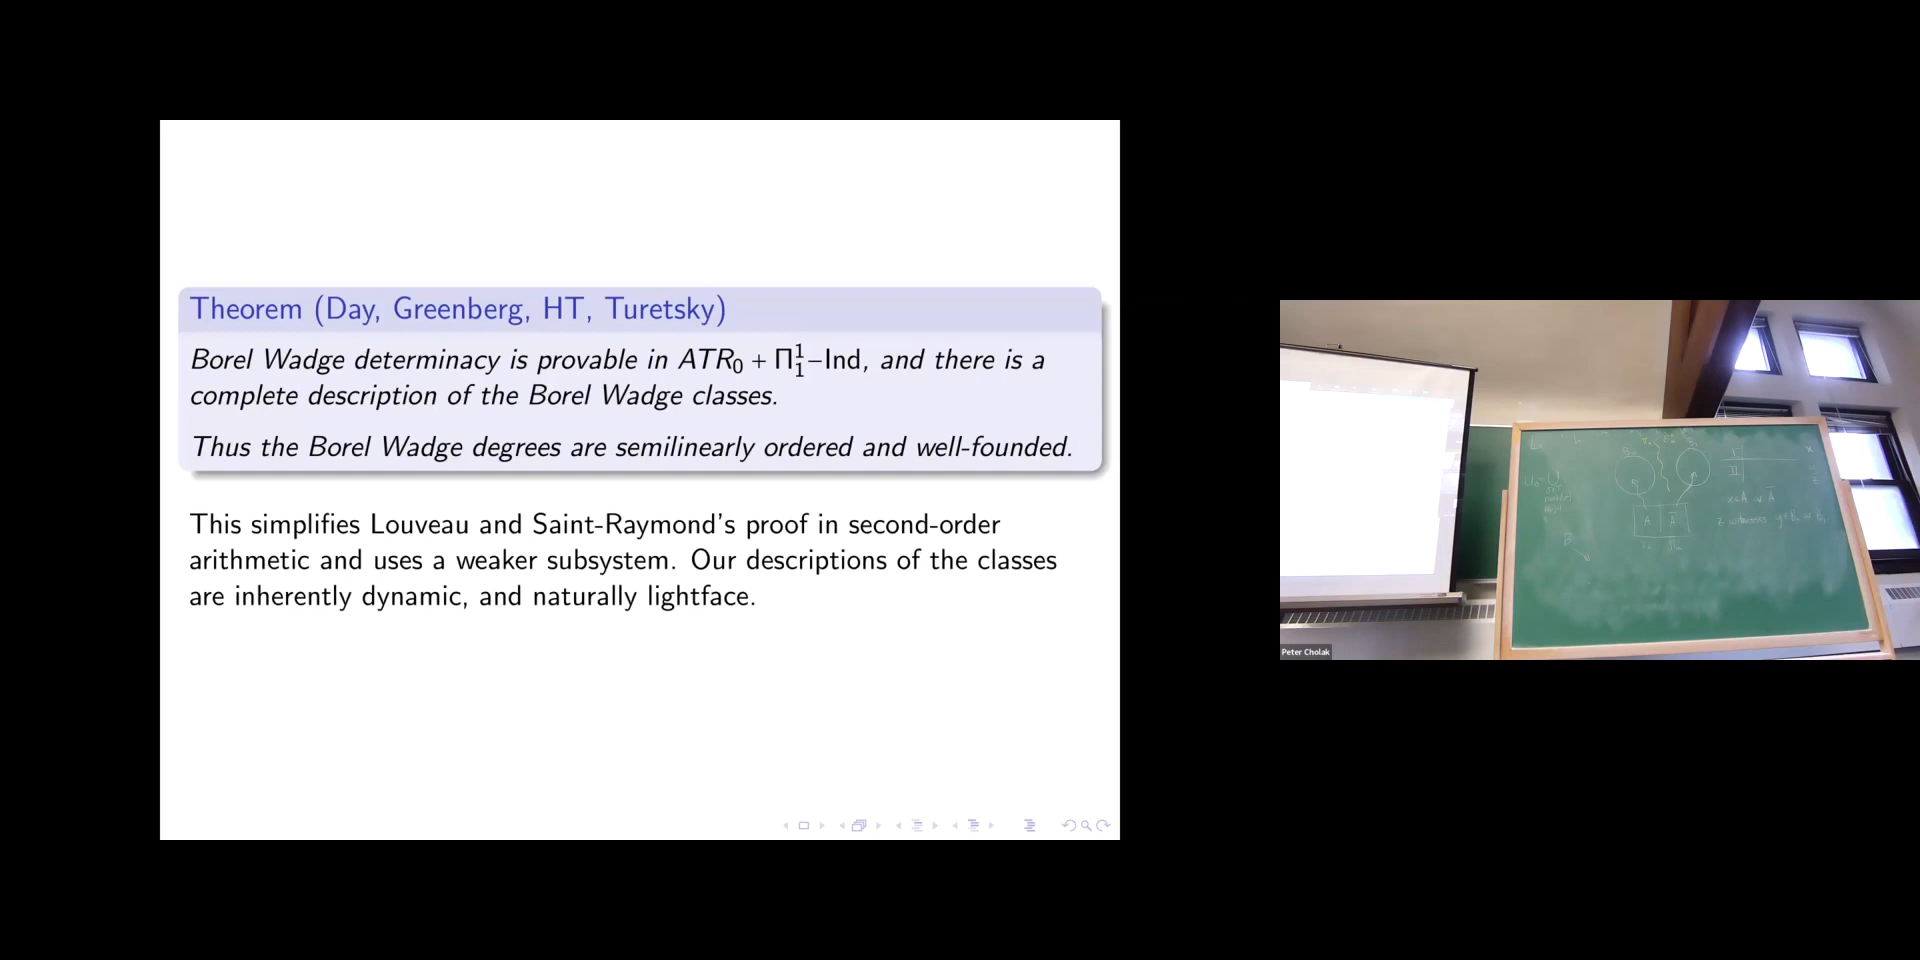 Theorem (Day, Greenberg, HT, Turetsky)
Borel Wadge determinacy is provable in ATR₀ + Π¹₁–Ind, and there is a
complete description of the Borel Wadge classes.
Thus the Borel Wadge degrees are semilinearly ordered and well-founded.
This simplifies Louveau and Saint-Raymond's proof in second-order
arithmetic and uses a weaker subsystem. Our descriptions of the classes
are inherently dynamic, and naturally lightface.
Peter Cholak
A
Ā
x∈A or Ā
z witnesses